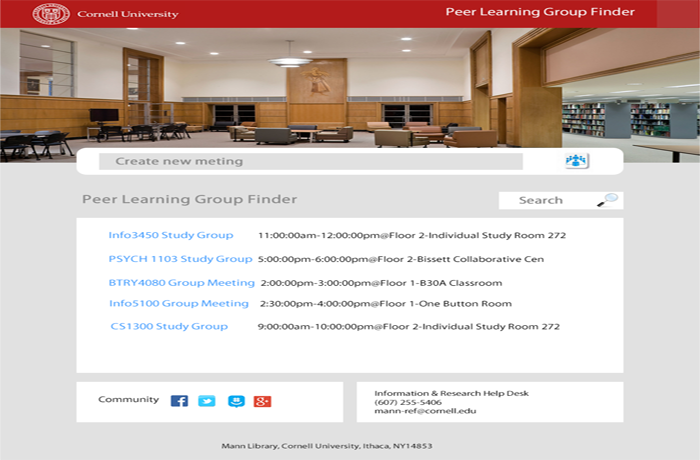 Cornell University
Peer Learning Group Finder
Create new meting
Peer Learning Group Finder
Search
Info3450 Study Group 11:00:00am-12:00:00pm@Floor 2-Individual Study Room 272
PSYCH 1103 Study Group 5:00:00pm-6:00:00pm@Floor 2-Bissett Collaborative Cen
BTRY4080 Group Meeting 2:00:00pm-3:00:00pm@Floor 1-B30A Classroom
Info5100 Group Meeting 2:30:00pm-4:00:00pm@Floor 1-One Button Room
CS1300 Study Group 9:00:00am-10:00:00pm@Floor 2-Individual Study Room 272
Community
Information & Research Help Desk
(607) 255-5406
mann-ref@cornell.edu
Mann Library, Cornell University, Ithaca, NY14853